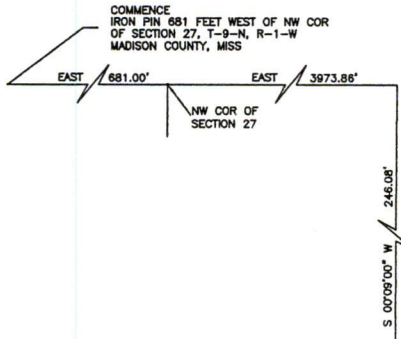 COMMENCE
IRON PIN 681 FEET WEST OF NW COR
OF SECTION 27, T-9-N, R-1-W
MADISON COUNTY, MISS
EAST 681.00' EAST 3973.86'
NW COR OF
SECTION 27
246.08'
S 00°09'00" W